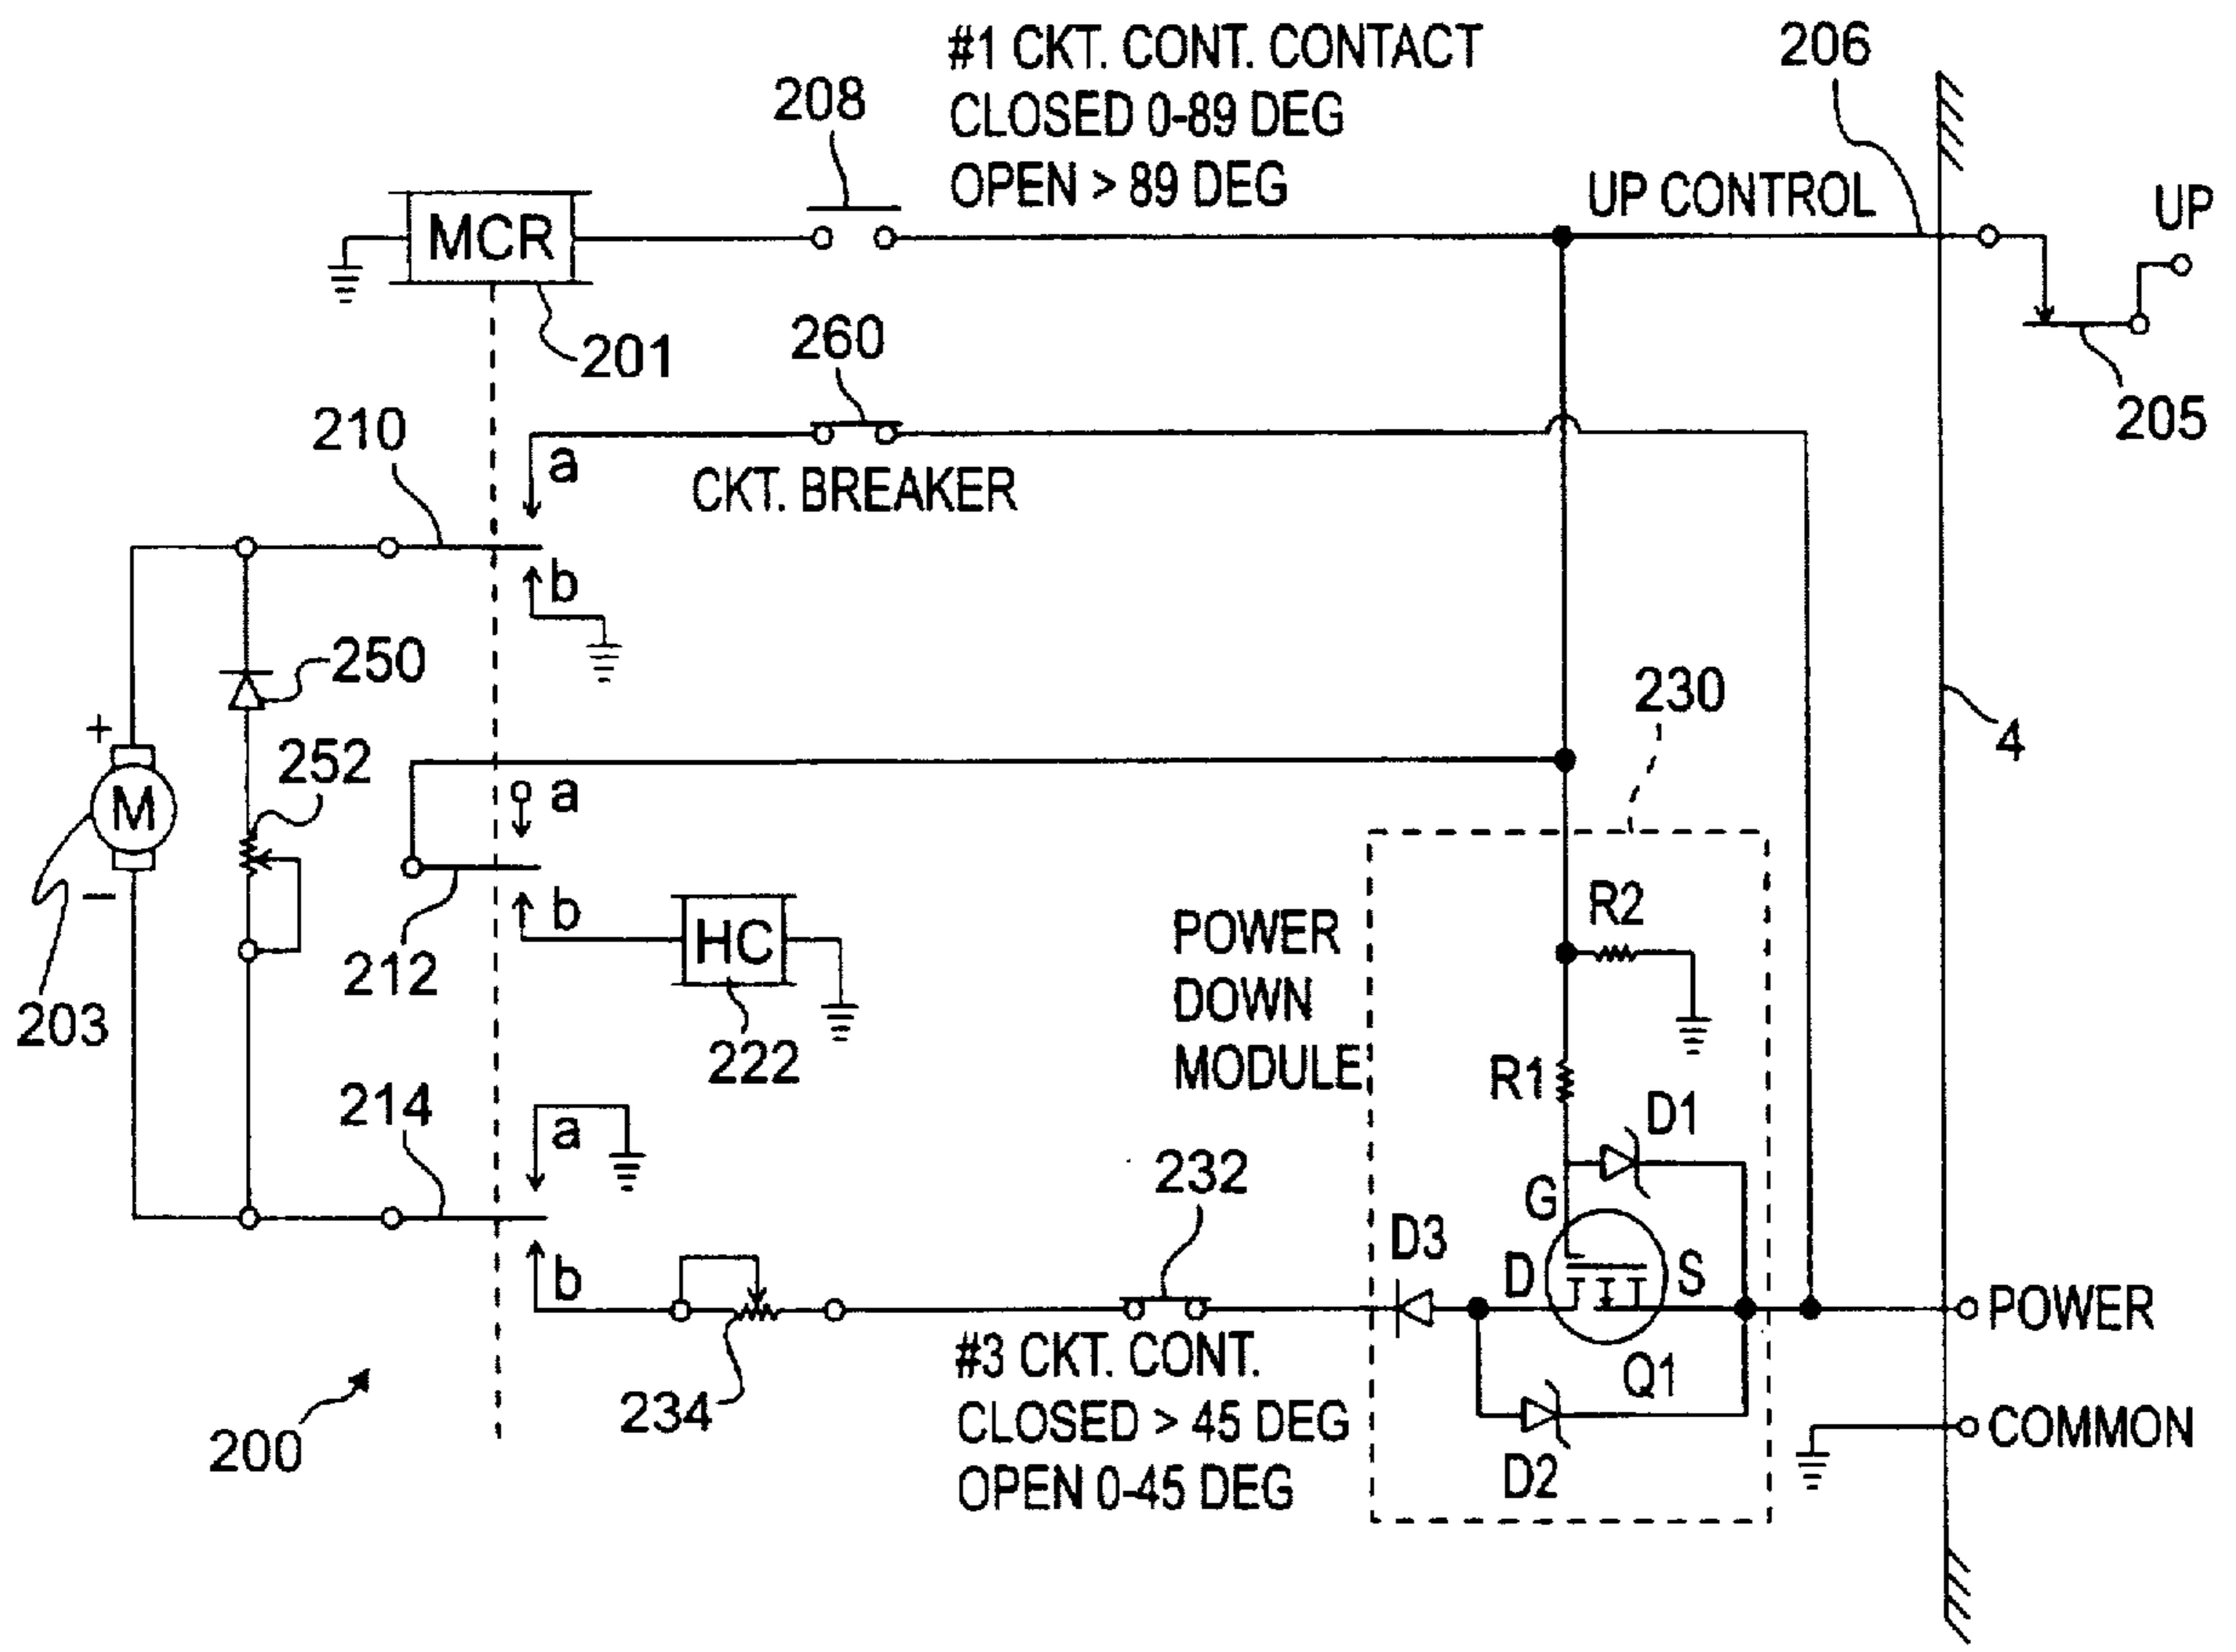 #1 CKT. CONT. CONTACT
CLOSED 0-89 DEG
OPEN > 89 DEG
206
208
UP CONTROL
UP
MCR
201
260
205
210
a
CKT. BREAKER
b
250
230
+
252
4
M
a
−
b
HC
R2
212
203
222
POWER
DOWN
MODULE
R1
D1
214
a
232
G
D3
D
S
b
POWER
#3 CKT. CONT.
CLOSED > 45 DEG
OPEN 0-45 DEG
234
Q1
COMMON
200
D2